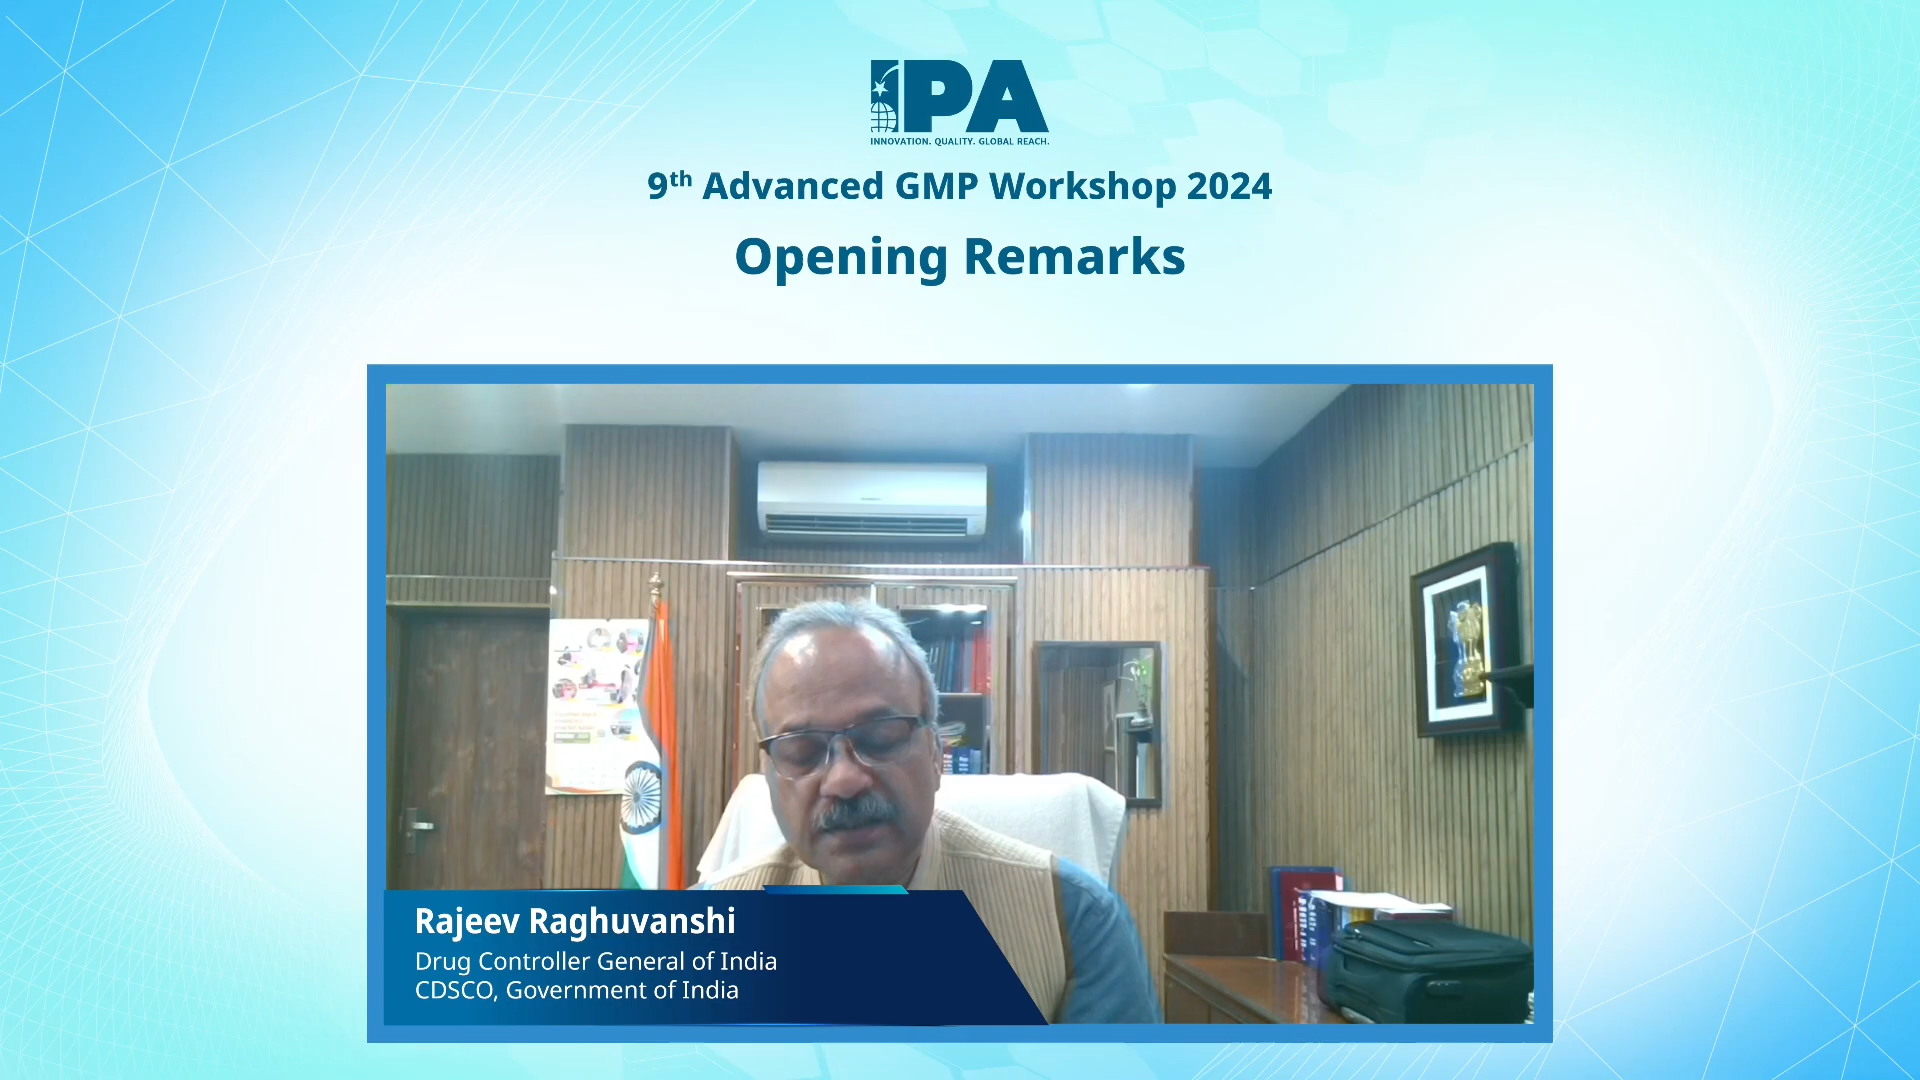 IPA
INNOVATION. QUALITY. GLOBAL REACH.
9th Advanced GMP Workshop 2024
Opening Remarks
Rajeev Raghuvanshi
Drug Controller General of India
CDSCO, Government of India